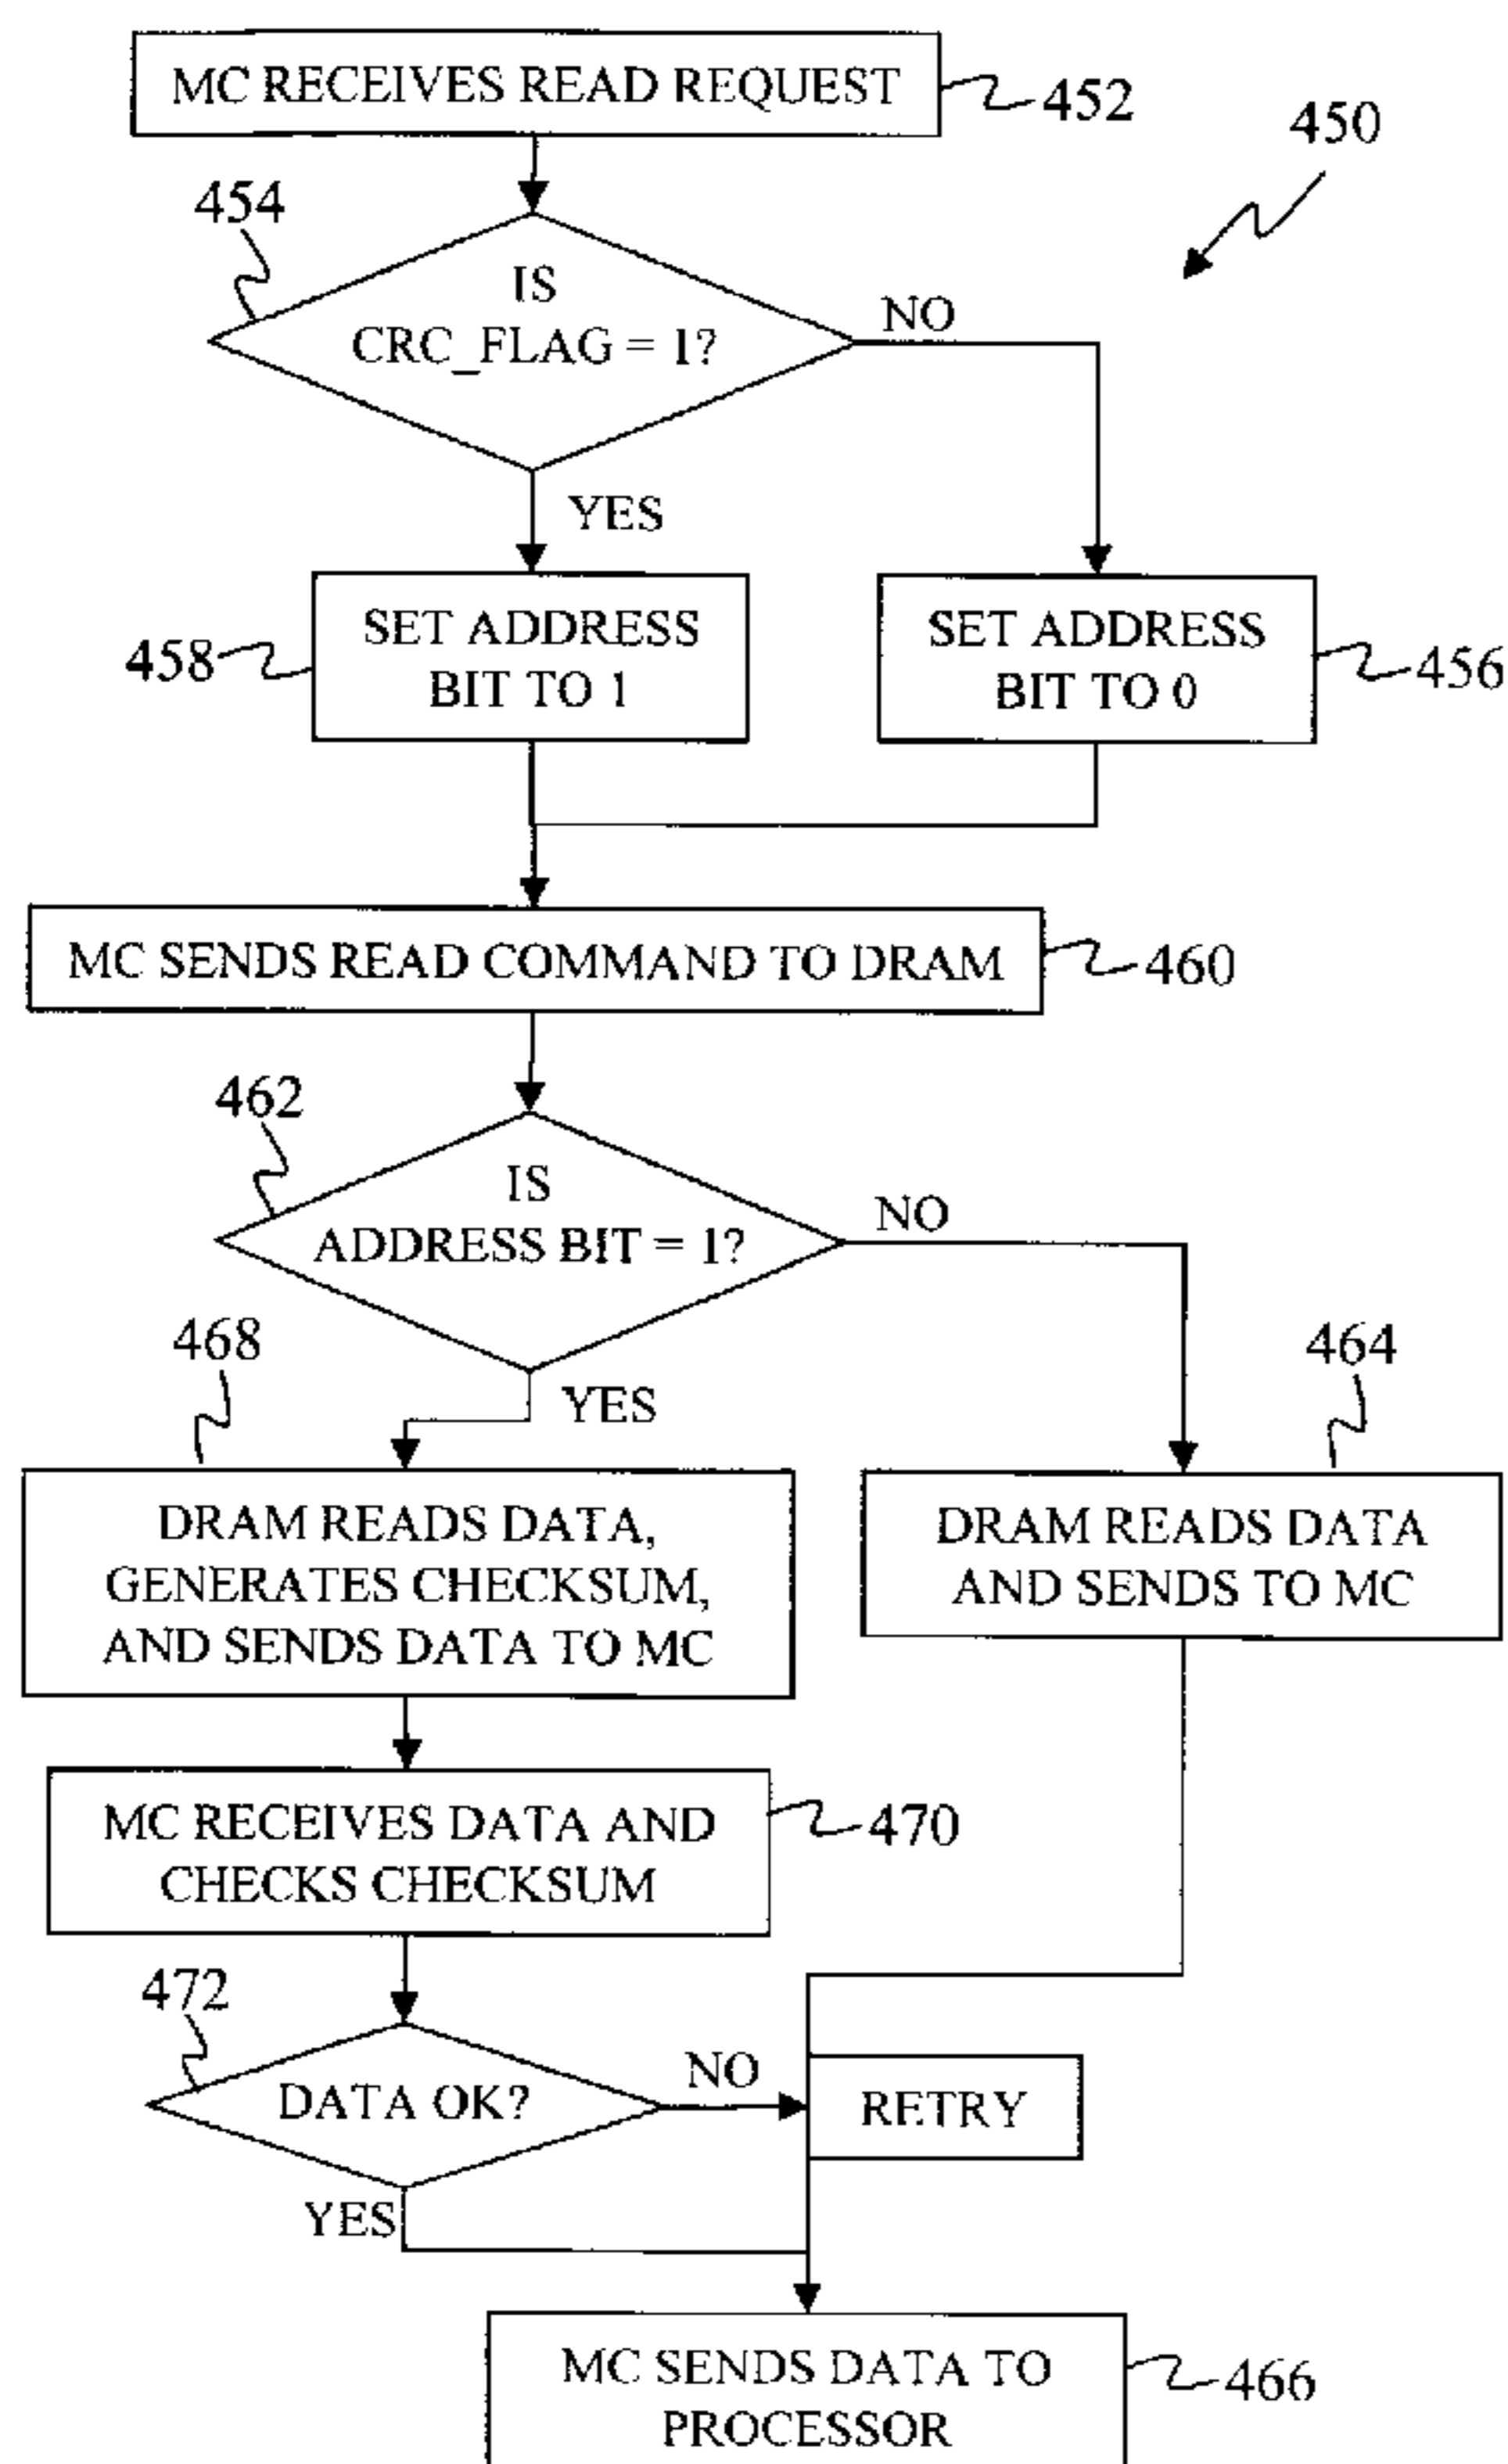 MC RECEIVES READ REQUEST
452
450
454
IS
CRC_FLAG = 1?
NO
YES
SET ADDRESS
BIT TO 1
458
SET ADDRESS
BIT TO 0
456
MC SENDS READ COMMAND TO DRAM
460
462
IS
ADDRESS BIT = 1?
NO
YES
468
464
DRAM READS DATA,
GENERATES CHECKSUM,
AND SENDS DATA TO MC
DRAM READS DATA
AND SENDS TO MC
MC RECEIVES DATA AND
CHECKS CHECKSUM
470
472
DATA OK?
NO
RETRY
YES
MC SENDS DATA TO
PROCESSOR
466